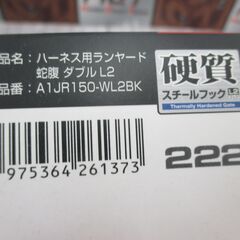 品名：ハーネス用ランヤード
蛇腹 ダブル L2
品番：A1JR150-WL2BK
硬質
スチールフック L2
Thermally Hardened Gate
975364 261373
222